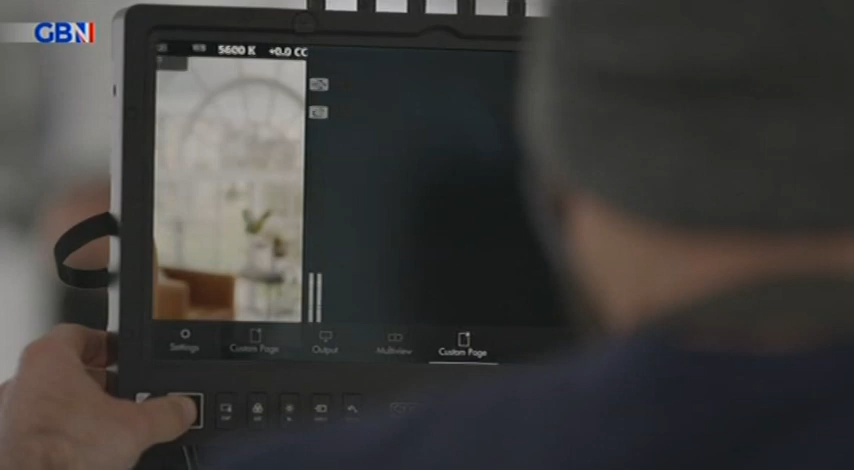 GBN
5600 K +0.0 CC
Settings Custom Page Output Multiview Custom Page